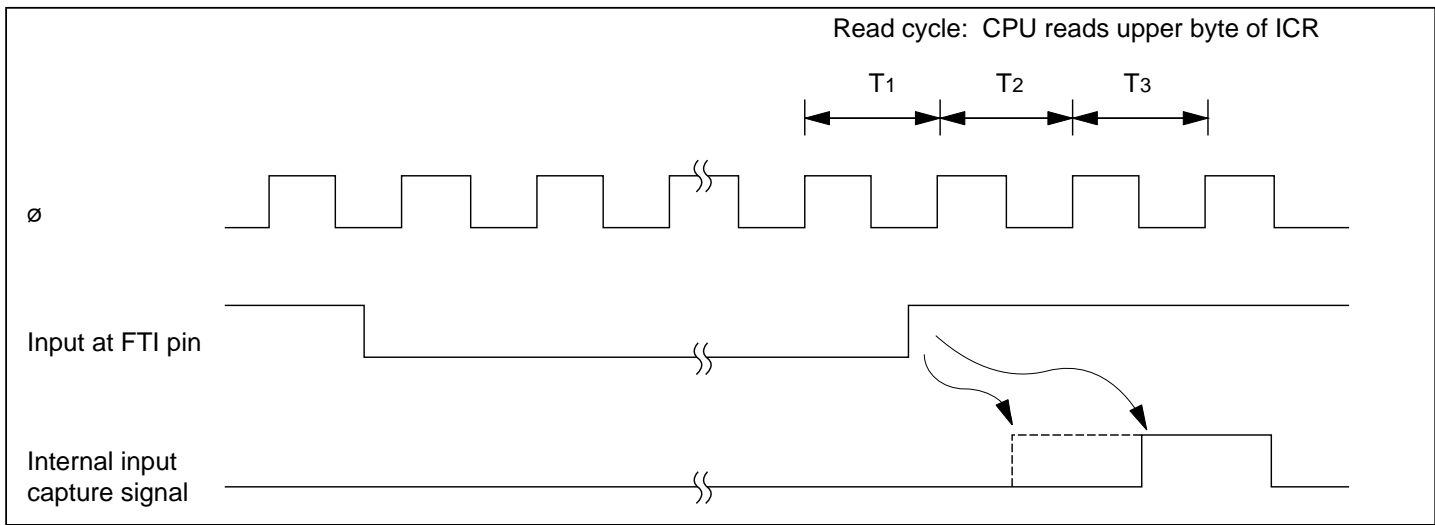 Read cycle: CPU reads upper byte of ICR
T1 T2 T3
ø
Input at FTI pin
Internal input
capture signal